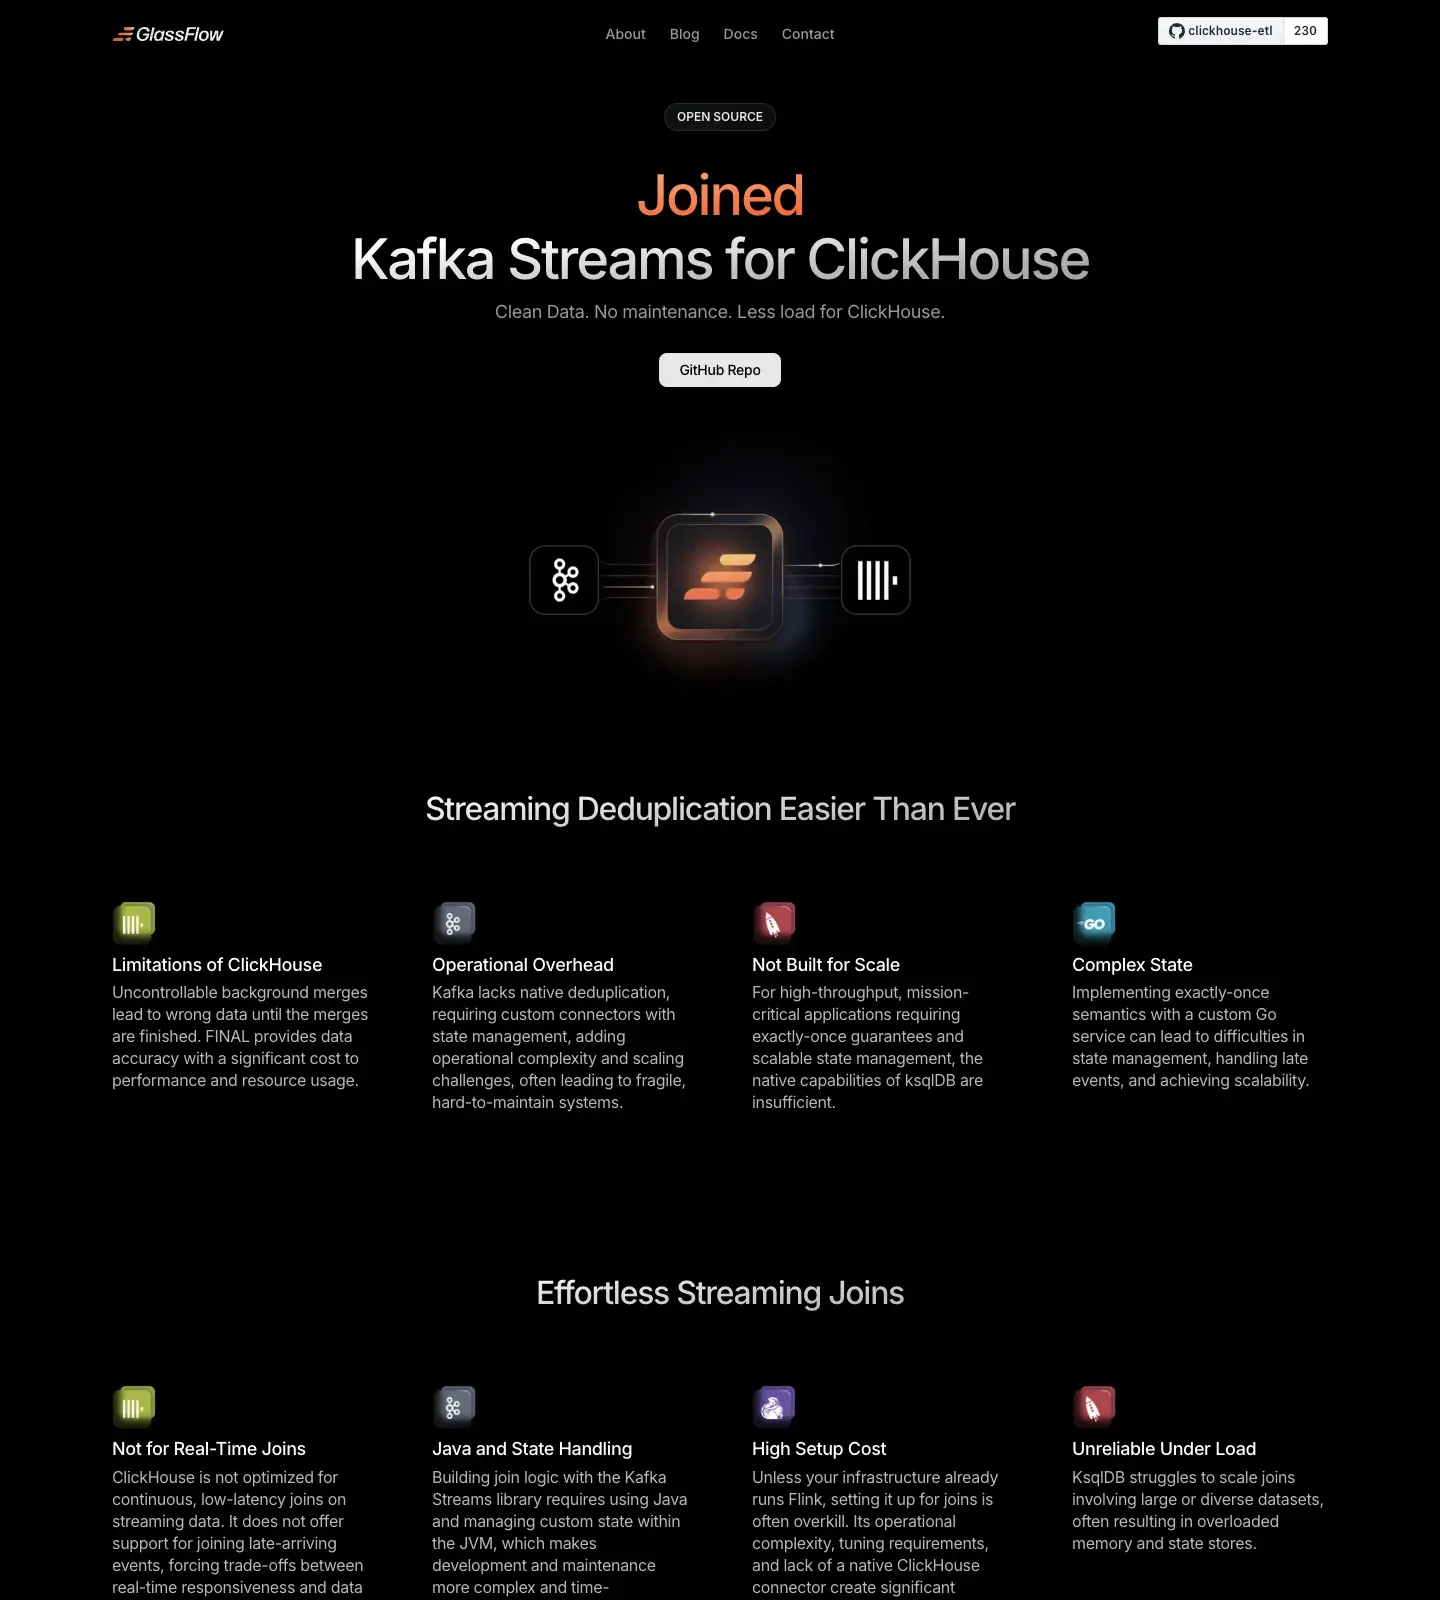 GlassFlow
About
Blog
Docs
Contact
clickhouse-etl
230
OPEN SOURCE
Joined
Kafka Streams for ClickHouse
Clean Data. No maintenance. Less load for ClickHouse.
GitHub Repo
Streaming Deduplication Easier Than Ever
Limitations of ClickHouse
Uncontrollable background merges
lead to wrong data until the merges
are finished. FINAL provides data
accuracy with a significant cost to
performance and resource usage.
Operational Overhead
Kafka lacks native deduplication,
requiring custom connectors with
state management, adding
operational complexity and scaling
challenges, often leading to fragile,
hard-to-maintain systems.
Not Built for Scale
For high-throughput, mission-
critical applications requiring
exactly-once guarantees and
scalable state management, the
native capabilities of ksqlDB are
insufficient.
GO
Complex State
Implementing exactly-once
semantics with a custom Go
service can lead to difficulties in
state management, handling late
events, and achieving scalability.
Effortless Streaming Joins
Not for Real-Time Joins
ClickHouse is not optimized for
continuous, low-latency joins on
streaming data. It does not offer
support for joining late-arriving
events, forcing trade-offs between
real-time responsiveness and data
Java and State Handling
Building join logic with the Kafka
Streams library requires using Java
and managing custom state within
the JVM, which makes
development and maintenance
more complex and time-
High Setup Cost
Unless your infrastructure already
runs Flink, setting it up for joins is
often overkill. Its operational
complexity, tuning requirements,
and lack of a native ClickHouse
connector create significant
Unreliable Under Load
KsqlDB struggles to scale joins
involving large or diverse datasets,
often resulting in overloaded
memory and state stores.